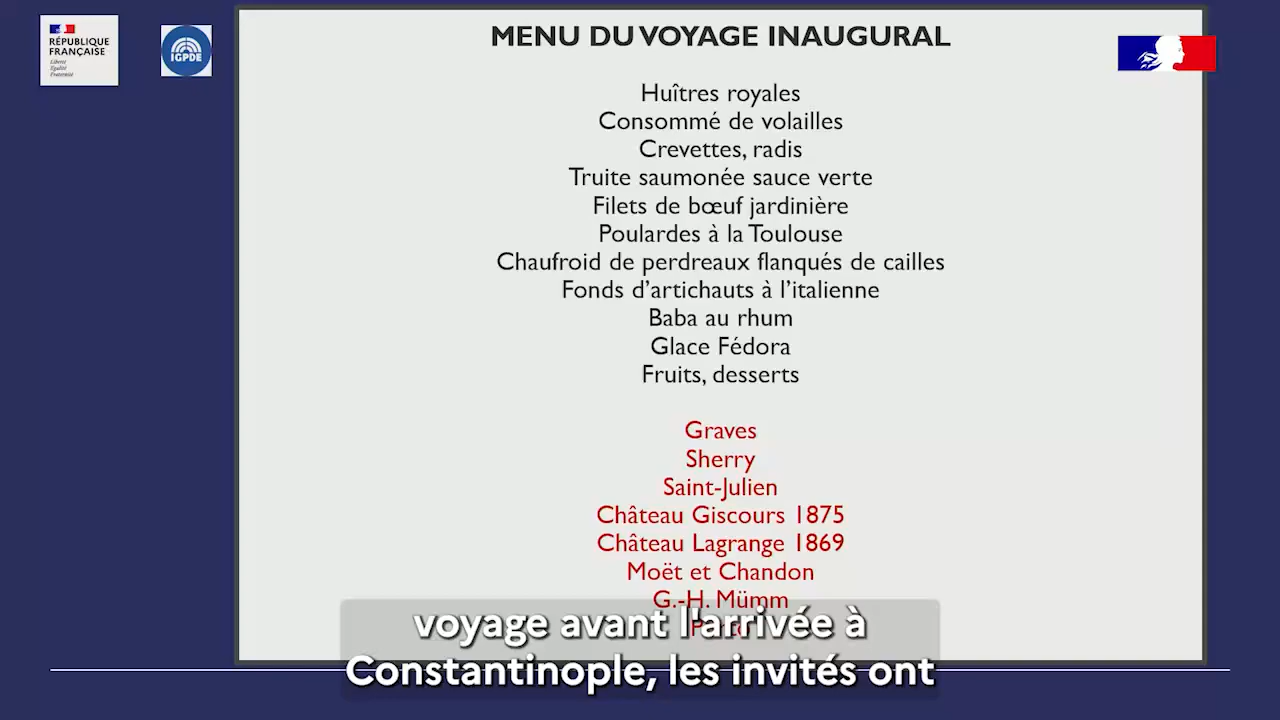 RÉPUBLIQUE
FRANÇAISE
Liberté
Égalité
Fraternité
IGPDE
MENU DU VOYAGE INAUGURAL
Huîtres royales
Consommé de volailles
Crevettes, radis
Truite saumonée sauce verte
Filets de bœuf jardinière
Poulardes à la Toulouse
Chaufroid de perdreaux flanqués de cailles
Fonds d’artichauts à l’italienne
Baba au rhum
Glace Fédora
Fruits, desserts
Graves
Sherry
Saint-Julien
Château Giscours 1875
Château Lagrange 1869
Moët et Chandon
G.-H. Mümm
voyage avant l'arrivée à
Constantinople, les invités ont